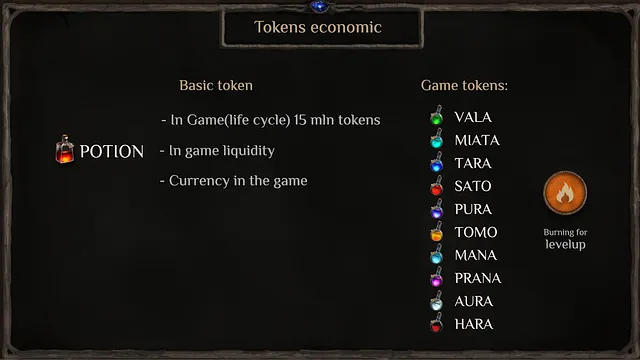 Tokens economic
Basic token
- In Game(life cycle) 15 mln tokens
POTION
- In game liquidity
- Currency in the game
Game tokens:
VALA
MIATA
TARA
SATO
PURA
TOMO
MANA
PRANA
AURA
HARA
Burning for
levelup